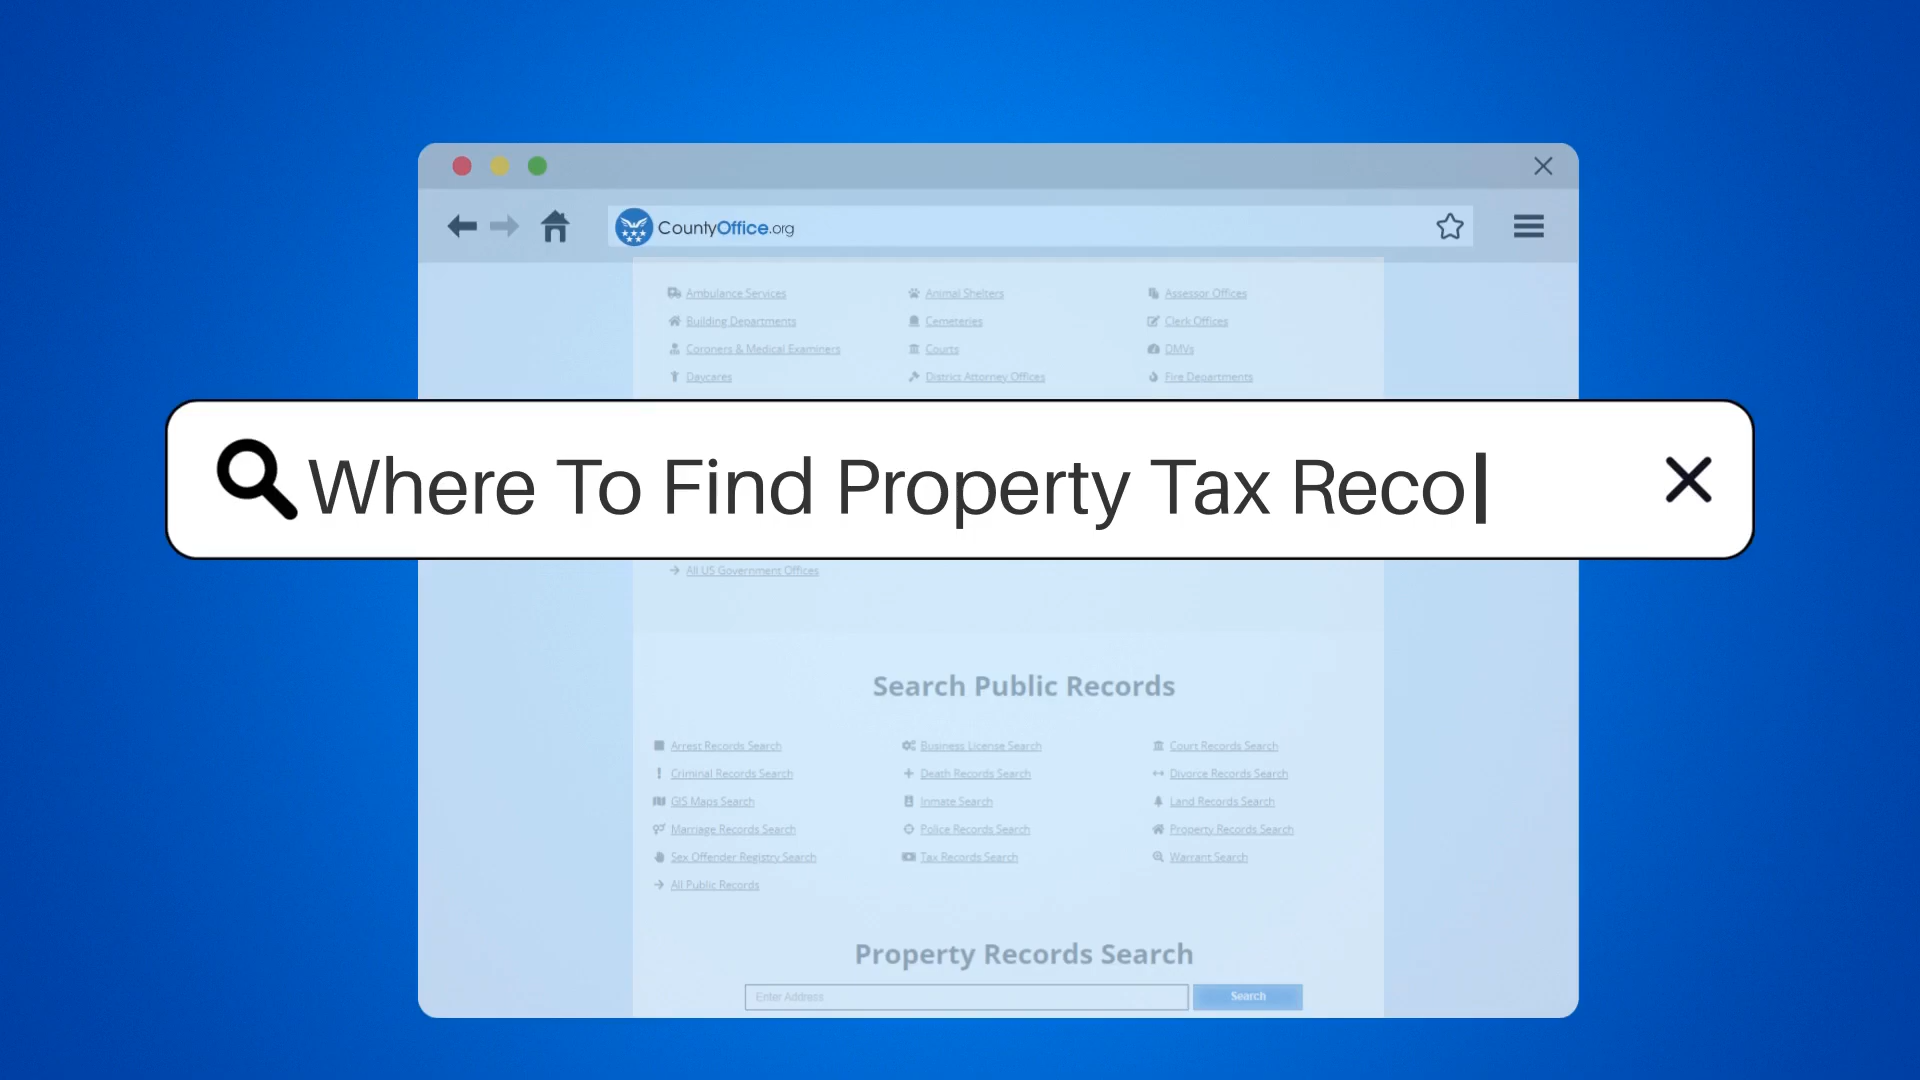 CountyOffice.org
Ambulance Services Animal Shelters Assessor Offices
Building Departments Cemeteries Clerk Offices
Coroners & Medical Examiners Courts DMVs
Daycares District Attorney Offices Fire Departments
Where To Find Property Tax Reco
All US Government Offices
Search Public Records
Arrest Records Search Business License Search Court Records Search
Criminal Records Search Death Records Search Divorce Records Search
GIS Maps Search Inmate Search Land Records Search
Marriage Records Search Police Records Search Property Records Search
Sex Offender Registry Search Tax Records Search Warrant Search
All Public Records
Property Records Search
Enter Address Search